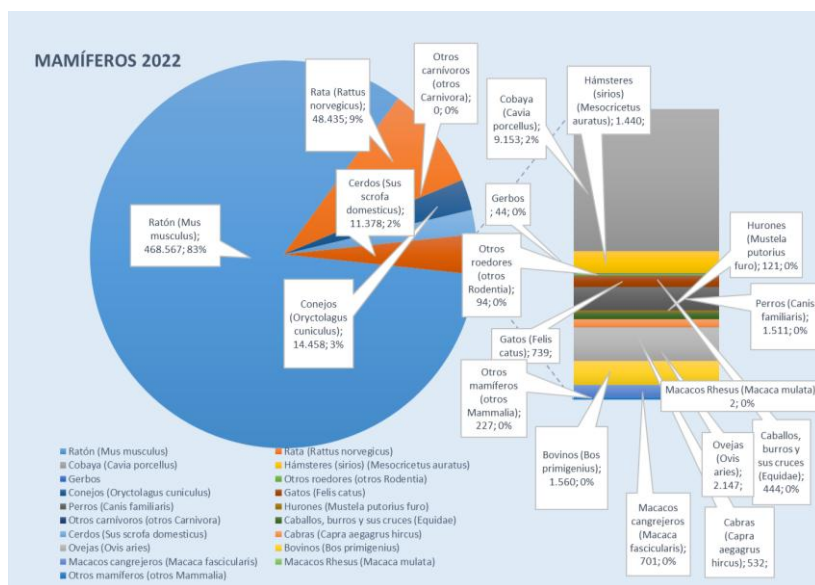 MAMÍFEROS 2022
Rata (Rattus
norvegicus);
48.435; 9%
Otros
carnívoros
(otros
Carnivora);
0; 0%
Cerdos (Sus
scrofa
domesticus);
11.378; 2%
Ratón (Mus
musculus);
468.567; 83%
Conejos
(Oryctolagus
cuniculus);
14.458; 3%
Cobaya (Cavia
porcellus);
9.153; 2%
Hámsteres
(sirios)
(Mesocricetus
auratus); 1.440;
Gerbos
; 44; 0%
Otros
roedores
(otros
Rodentia);
94; 0%
Gatos (Felis
catus); 739;
Otros
mamíferos
(otros
Mammalia);
227; 0%
Hurones
(Mustela
putorius
furo); 121; 0%
Perros (Canis
familiaris);
1.511; 0%
Macacos Rhesus (Macaca mulata)
2; 0%
Bovinos (Bos
primigenius);
1.560; 0%
Macacos
cangrejeros
(Macaca
fascicularis);
701; 0%
Ovejas
(Ovis
aries);
2.147;
Caballos,
burros y
sus cruces
(Equidae);
444; 0%
Cabras
(Capra
aegagrus
hircus); 532;
Ratón (Mus musculus)
Rata (Rattus norvegicus)
Cobaya (Cavia porcellus)
Hámsteres (sirios) (Mesocricetus auratus)
Gerbos
Otros roedores (otros Rodentia)
Conejos (Oryctolagus cuniculus)
Gatos (Felis catus)
Perros (Canis familiaris)
Hurones (Mustela putorius furo)
Otros carnívoros (otros Carnivora)
Caballos, burros y sus cruces (Equidae)
Cerdos (Sus scrofa domesticus)
Cabras (Capra aegagrus hircus)
Ovejas (Ovis aries)
Bovinos (Bos primigenius)
Macacos cangrejeros (Macaca fascicularis)
Macacos Rhesus (Macaca mulata)
Otros mamíferos (otros Mammalia)